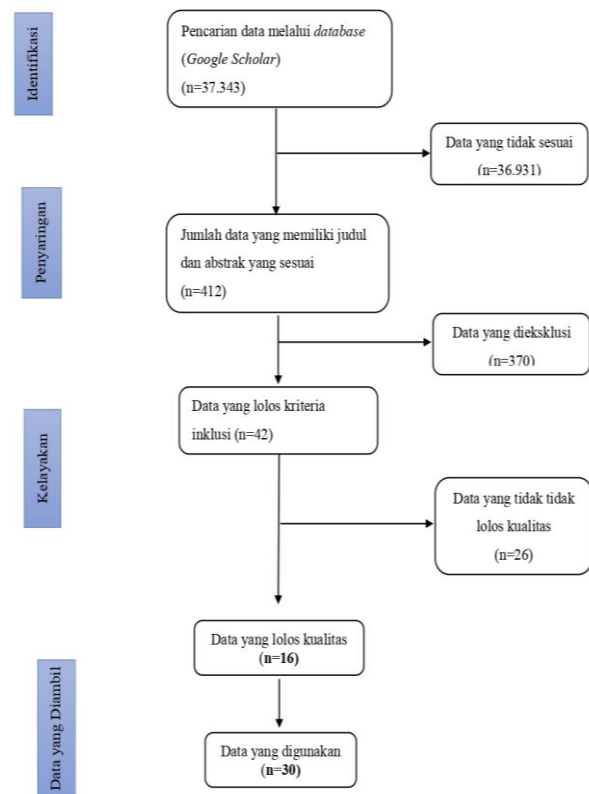 Identifikasi
Pencarian data melalui database
(Google Scholar)
(n=37.343)
Data yang tidak sesuai
(n=36.931)
Penyaringan
Jumlah data yang memiliki judul
dan abstrak yang sesuai
(n=412)
Data yang dieksklusi
(n=370)
Kelayakan
Data yang lolos kriteria
inklusi (n=42)
Data yang tidak tidak
lolos kualitas
(n=26)
Data yang Diambil
Data yang lolos kualitas
(n=16)
Data yang digunakan
(n=30)